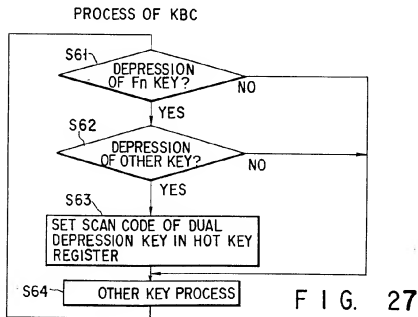 PROCESS OF KBC
S61
DEPRESSION
OF Fn KEY?
NO
YES
S62
DEPRESSION
OF OTHER KEY?
NO
YES
S63
SET SCAN CODE OF DUAL
DEPRESSION KEY IN HOT KEY
REGISTER
S64
OTHER KEY PROCESS
FIG. 27